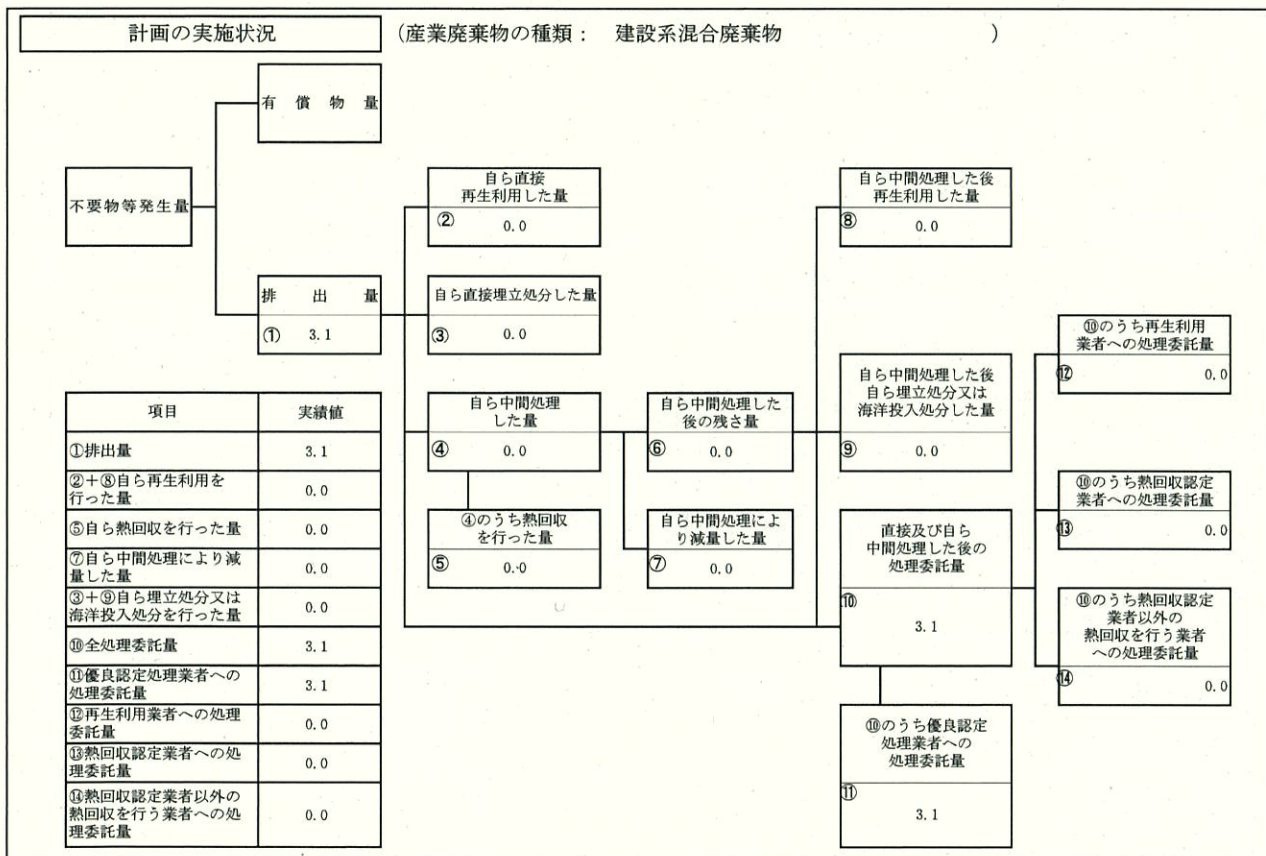 計画の実施状況
(産業廃棄物の種類： 建設系混合廃棄物 )
有償物量
不要物等発生量
排出量
① 3.1
自ら直接
再生利用した量
② 0.0
自ら直接埋立処分した量
③ 0.0
自ら中間処理
した量
④ 0.0
④のうち熱回収
を行った量
⑤ 0.0
自ら中間処理した
後の残さ量
⑥ 0.0
自ら中間処理によ
り減量した量
⑦ 0.0
自ら中間処理した後
再生利用した量
⑧ 0.0
自ら中間処理した後
自ら埋立処分又は
海洋投入処分した量
⑨ 0.0
直接及び自ら
中間処理した後の
処理委託量
⑩
3.1
⑩のうち優良認定
処理業者への
処理委託量
⑪
3.1
⑩のうち再生利用
業者への処理委託量
⑫ 0.0
⑩のうち熱回収認定
業者への処理委託量
⑬ 0.0
⑩のうち熱回収認定
業者以外の
熱回収を行う業者
への処理委託量
⑭ 0.0
項目 実績値
①排出量 3.1
②＋⑧自ら再生利用を
行った量 0.0
⑤自ら熱回収を行った量 0.0
⑦自ら中間処理により減
量した量 0.0
③＋⑨自ら埋立処分又は
海洋投入処分を行った量 0.0
⑩全処理委託量 3.1
⑪優良認定処理業者への
処理委託量 3.1
⑫再生利用業者への処理
委託量 0.0
⑬熱回収認定業者への処
理委託量 0.0
⑭熱回収認定業者以外の
熱回収を行う業者への処
理委託量 0.0